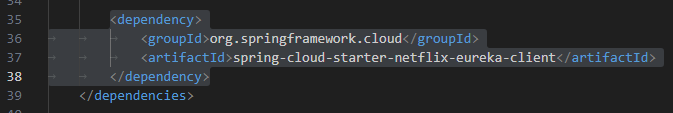 35 <dependency>
36 <groupId>org.springframework.cloud</groupId>
37 <artifactId>spring-cloud-starter-netflix-eureka-client</artifactId>
38 </dependency>
39 </dependencies>